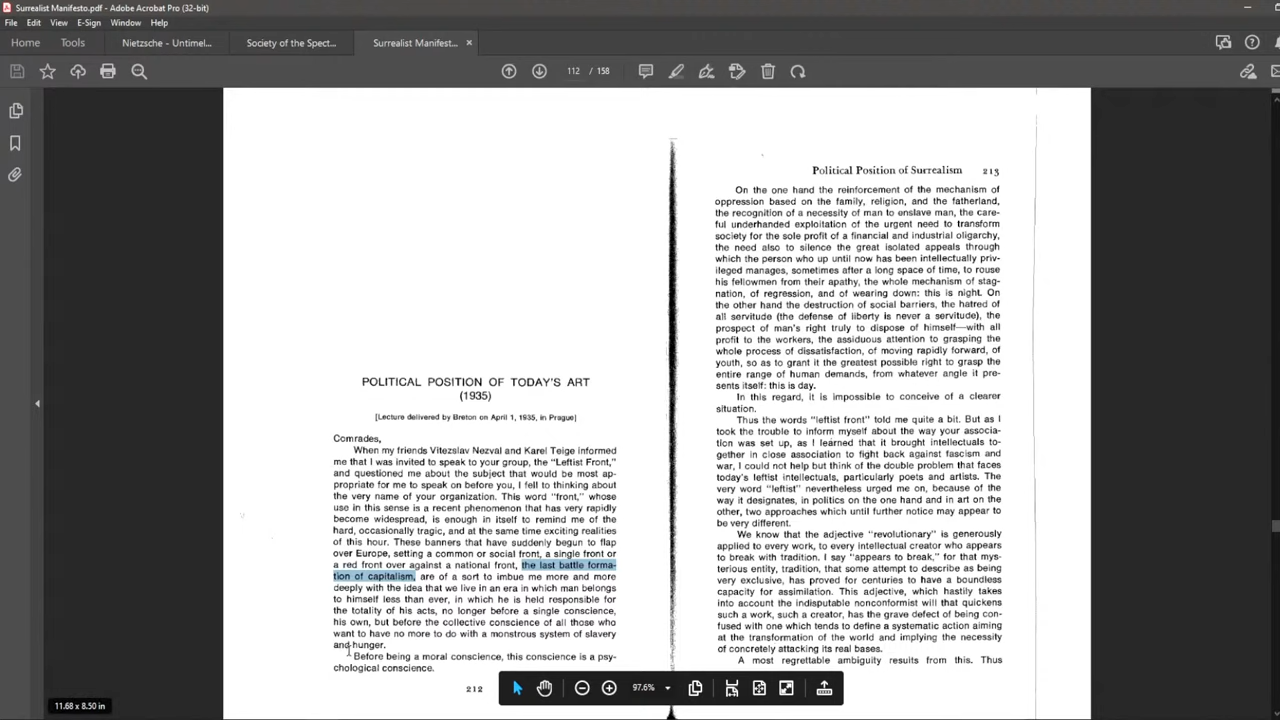 Surrealist Manifesto.pdf - Adobe Acrobat Pro (32-bit)
File Edit View E-Sign Window Help
Home Tools Nietzsche - Untimel... Society of the Spect... Surrealist Manifest... ×
112 / 158
Political Position of Surrealism 213
POLITICAL POSITION OF TODAY'S ART
(1935)
[Lecture delivered by Breton on April 1, 1935, in Prague]
Comrades,
When my friends Vitezslav Nezval and Karel Teige informed
me that I was invited to speak to your group, the "Leftist Front,"
and questioned me about the subject that would be most ap-
propriate for me to speak on before you, I fell to thinking about
the very name of your organization. This word "front," whose
use in this sense is a recent phenomenon that has very rapidly
become widespread, is enough in itself to remind me of the
hard, occasionally tragic, and at the same time exciting realities
of this hour. These banners that have suddenly begun to flap
over Europe, setting a common or social front, a single front or
a red front over against a national front, the last battle forma-
tion of capitalism, are of a sort to imbue me more and more
deeply with the idea that we live in an era in which man belongs
to himself less than ever, in which he is held responsible for
the totality of his acts, no longer before a single conscience,
his own, but before the collective conscience of all those who
want to have no more to do with a monstrous system of slavery
and hunger.
Before being a moral conscience, this conscience is a psy-
chological conscience.
212
On the one hand the reinforcement of the mechanism of
oppression based on the family, religion, and the fatherland,
the recognition of a necessity of man to enslave man, the care-
ful underhanded exploitation of the urgent need to transform
society for the sole profit of a financial and industrial oligarchy,
the need also to silence the great isolated appeals through
which the person who up until now has been intellectually priv-
ileged manages, sometimes after a long space of time, to rouse
his fellowmen from their apathy, the whole mechanism of stag-
nation, of regression, and of wearing down: this is night. On
the other hand the destruction of social barriers, the hatred of
all servitude (the defense of liberty is never a servitude), the
prospect of man's right truly to dispose of himself—with all
profit to the workers, the assiduous attention to grasping the
whole process of dissatisfaction, of moving rapidly forward, of
youth, so as to grant it the greatest possible right to grasp the
entire range of human demands, from whatever angle it pre-
sents itself: this is day.
In this regard, it is impossible to conceive of a clearer
situation.
Thus the words "leftist front" told me quite a bit. But as I
took the trouble to inform myself about the way your associa-
tion was set up, as I learned that it brought intellectuals to-
gether in close association to fight back against fascism and
war, I could not help but think of the double problem that faces
today's leftist intellectuals, particularly poets and artists. The
very word "leftist" nevertheless urged me on, because of the
way it designates, in politics on the one hand and in art on the
other, two approaches which until further notice may appear to
be very different.
We know that the adjective "revolutionary" is generously
applied to every work, to every intellectual creator who appears
to break with tradition. I say "appears to break," for that mys-
terious entity, tradition, that some attempt to describe as being
very exclusive, has proved for centuries to have a boundless
capacity for assimilation. This adjective, which hastily takes
into account the indisputable nonconformist will that quickens
such a work, such a creator, has the grave defect of being con-
fused with one which tends to define a systematic action aiming
at the transformation of the world and implying the necessity
of concretely attacking its real bases.
A most regrettable ambiguity results from this. Thus
97.6%
11.68 x 8.50 in